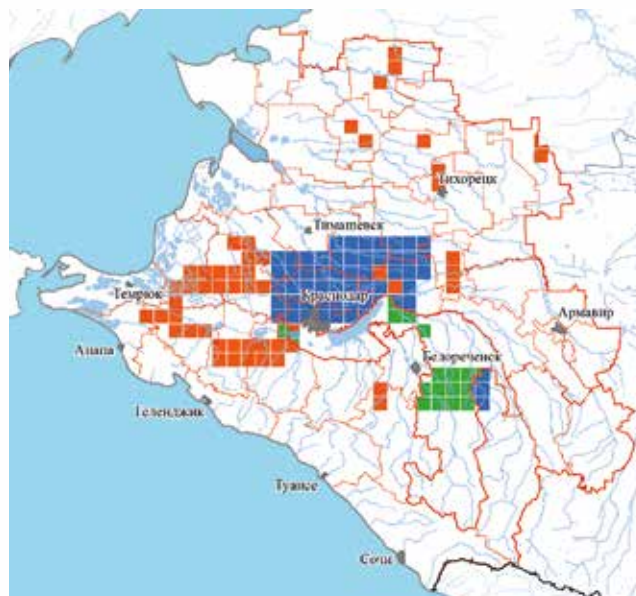 Тихорецк
Тимашевск
Темрюк
Краснодар
Армавир
Анапа
Белореченск
Геленджик
Туапсе
Сочи